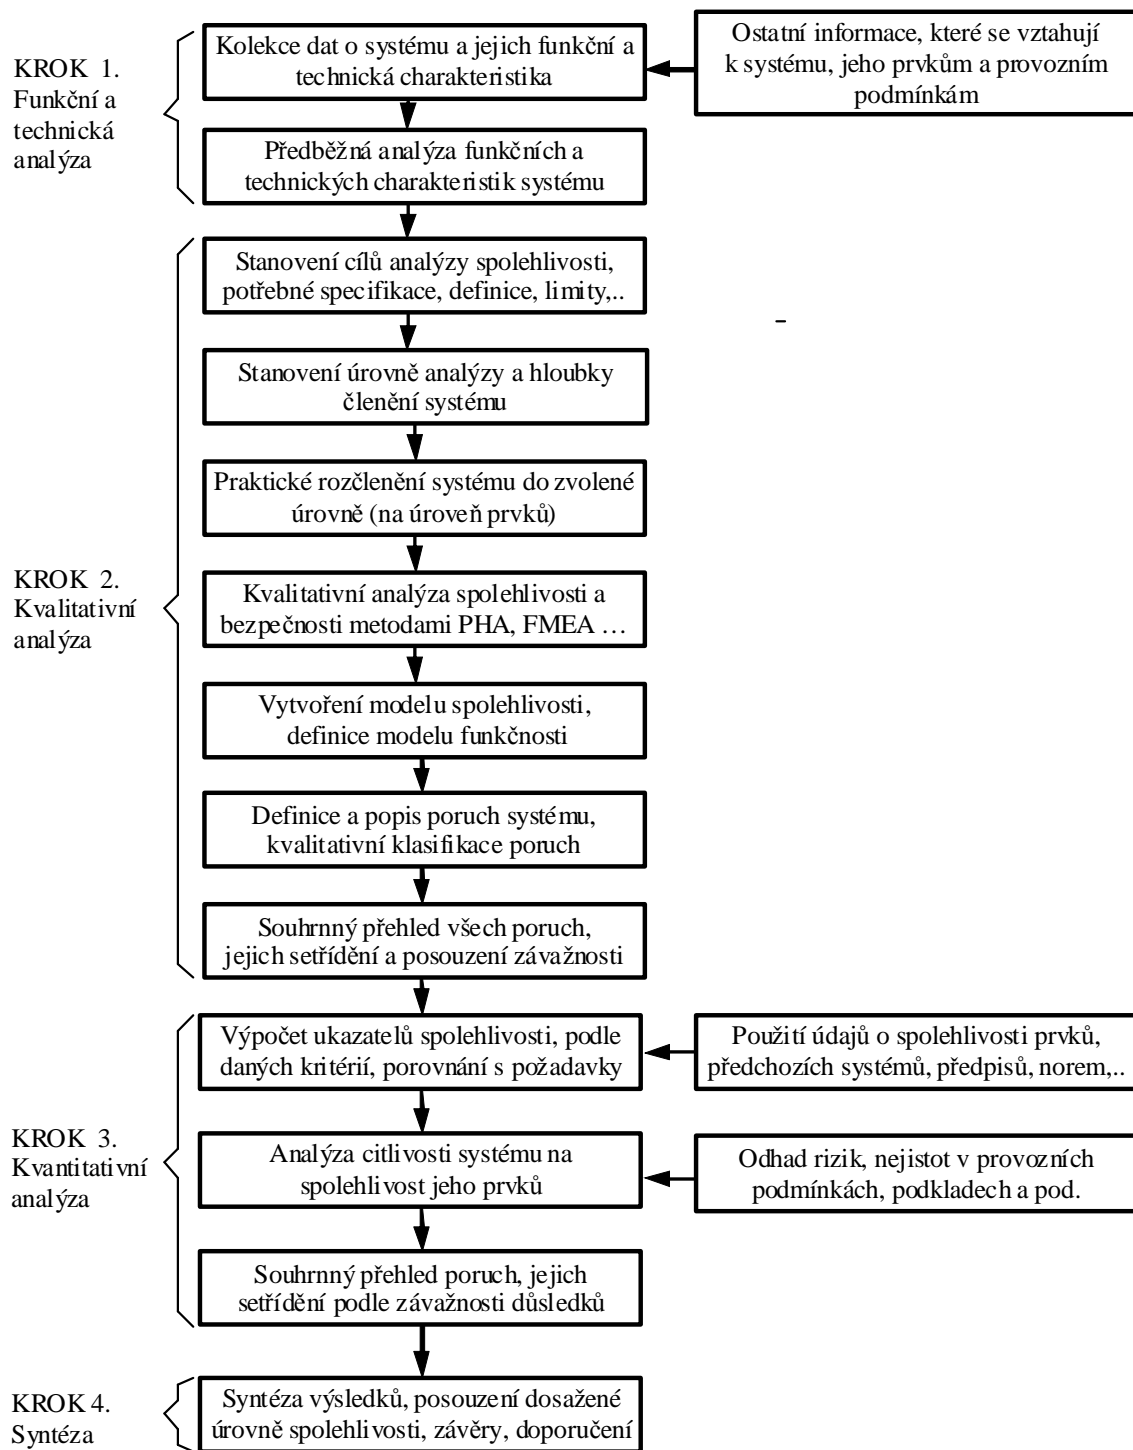 KROK 1.
Funkční a
technická
analýza
Kolekce dat o systému a jejich funkční a
technická charakteristika
Ostatní informace, které se vztahují
k systému, jeho prvkům a provozním
podmínkám
Předběžná analýza funkčních a
technických charakteristik systému
KROK 2.
Kvalitativní
analýza
Stanovení cílů analýzy spolehlivosti,
potřebné specifikace, definice, limity,..
–
Stanovení úrovně analýzy a hloubky
členění systému
Praktické rozčlenění systému do zvolené
úrovně (na úroveň prvků)
Kvalitativní analýza spolehlivosti a
bezpečnosti metodami PHA, FMEA …
Vytvoření modelu spolehlivosti,
definice modelu funkčnosti
Definice a popis poruch systému,
kvalitativní klasifikace poruch
Souhrnný přehled všech poruch,
jejich setřídění a posouzení závažnosti
KROK 3.
Kvantitativní
analýza
Výpočet ukazatelů spolehlivosti, podle
daných kritérií, porovnání s požadavky
Použití údajů o spolehlivosti prvků,
předchozích systémů, předpisů, norem,..
Analýza citlivosti systému na
spolehlivost jeho prvků
Odhad rizik, nejistot v provozních
podmínkách, podkladech a pod.
Souhrnný přehled poruch, jejich
setřídění podle závažnosti důsledků
KROK 4.
Syntéza
Syntéza výsledků, posouzení dosažené
úrovně spolehlivosti, závěry, doporučení